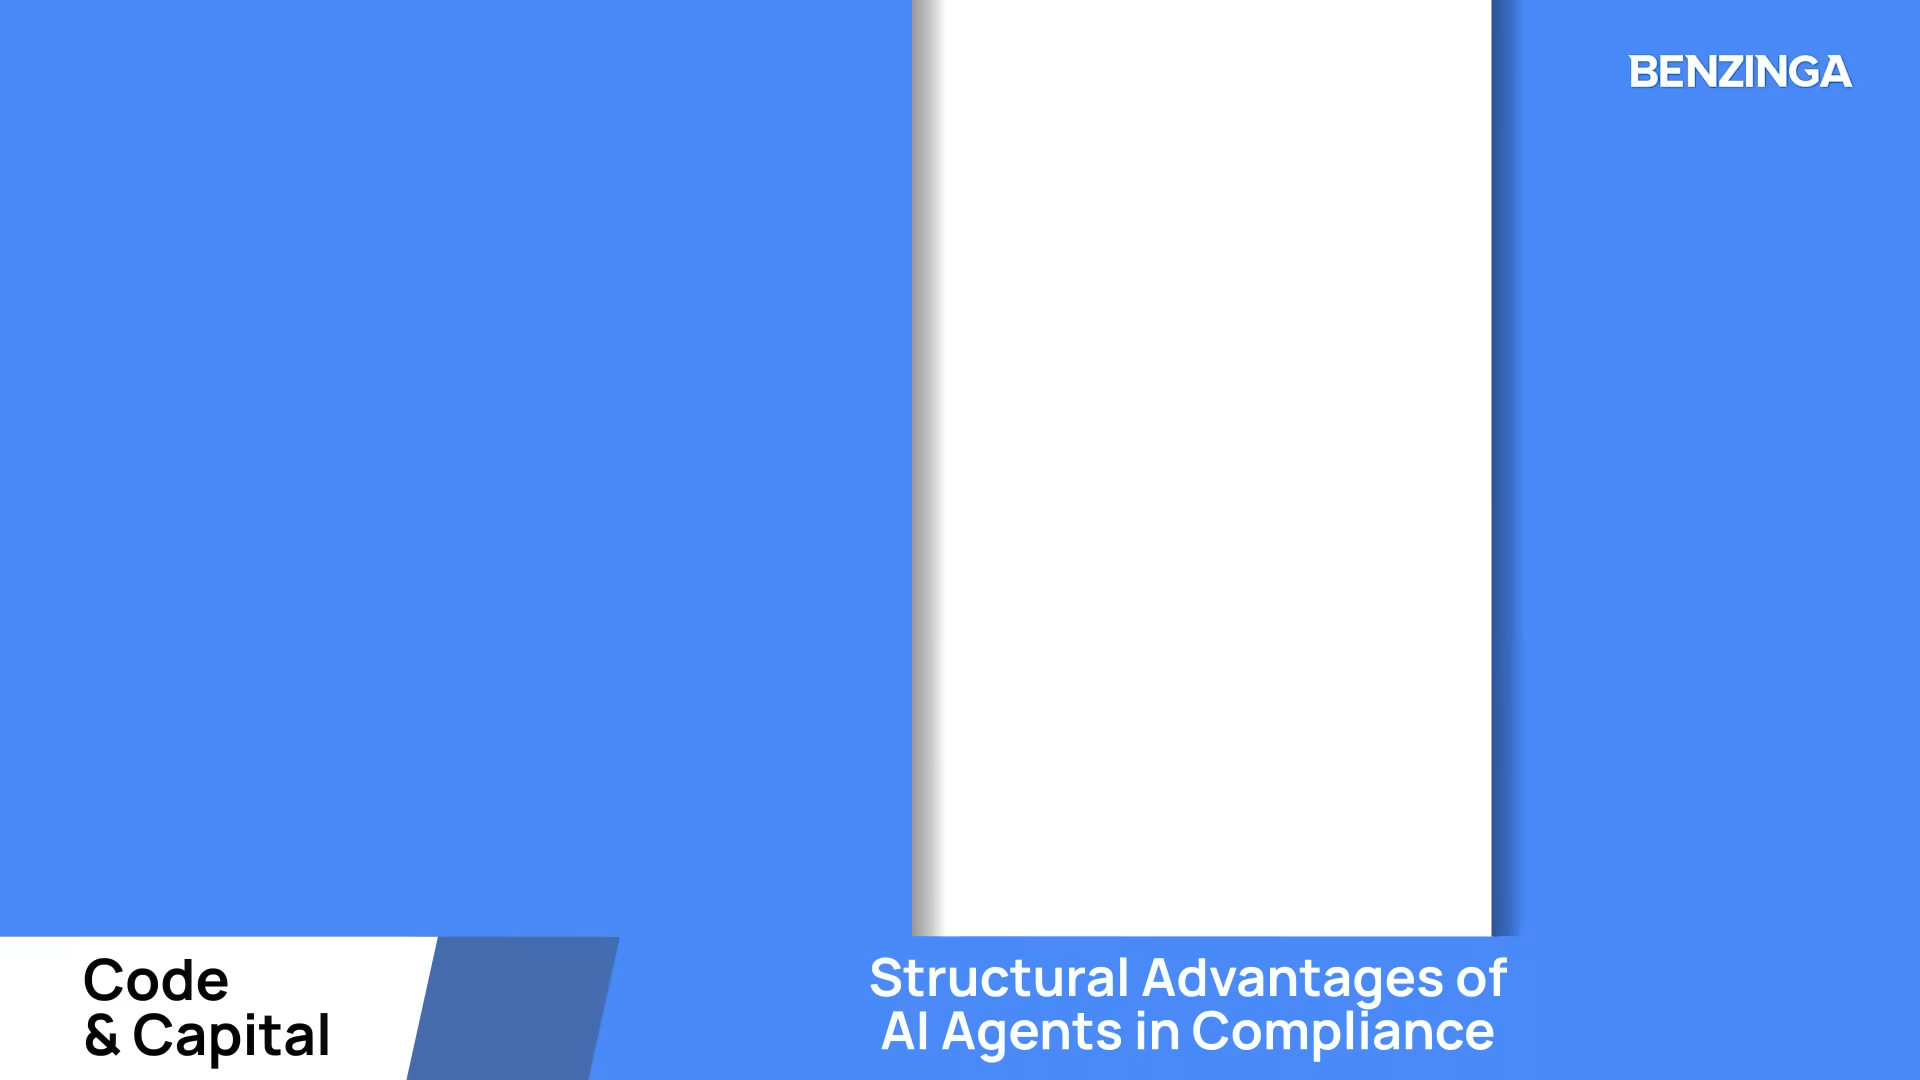 BENZINGA
Code
& Capital
Structural Advantages of
AI Agents in Compliance